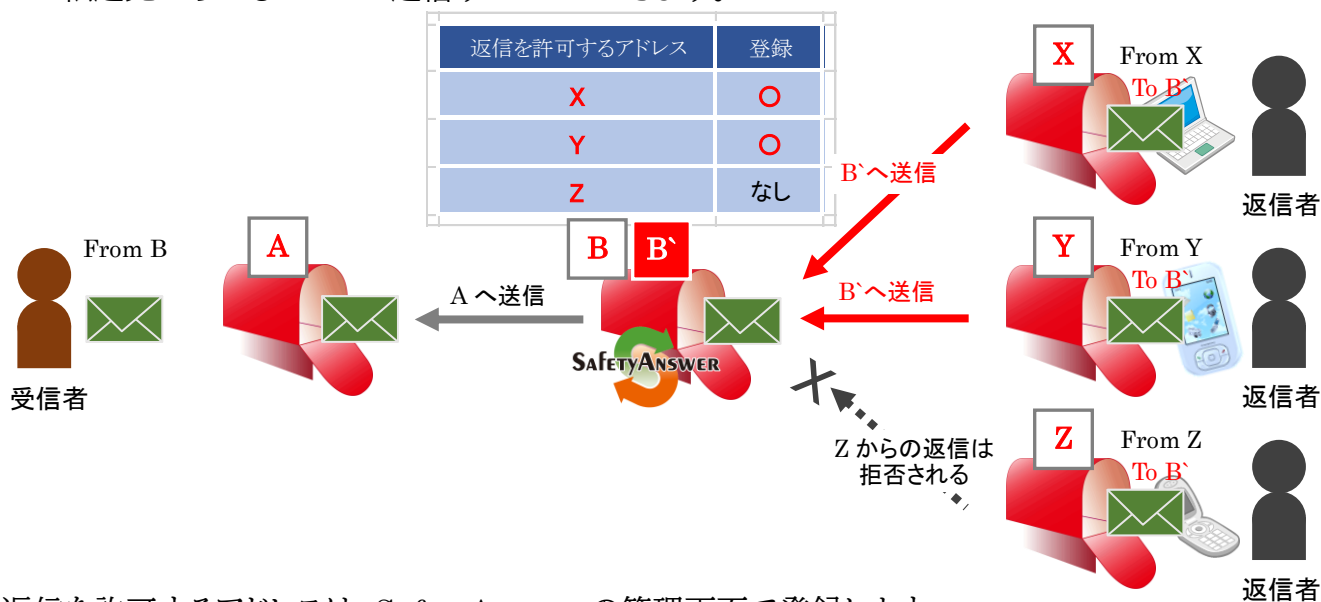 返信を許可するアドレス 登録
X 〇
Y 〇
Z なし
X
From X
To B`
返信者
B`へ送信
From B
受信者
A
A へ送信
B B`
SAFETYANSWER
B`へ送信
Y
From Y
To B`
返信者
Z からの返信は
拒否される
Z
From Z
To B`
返信者